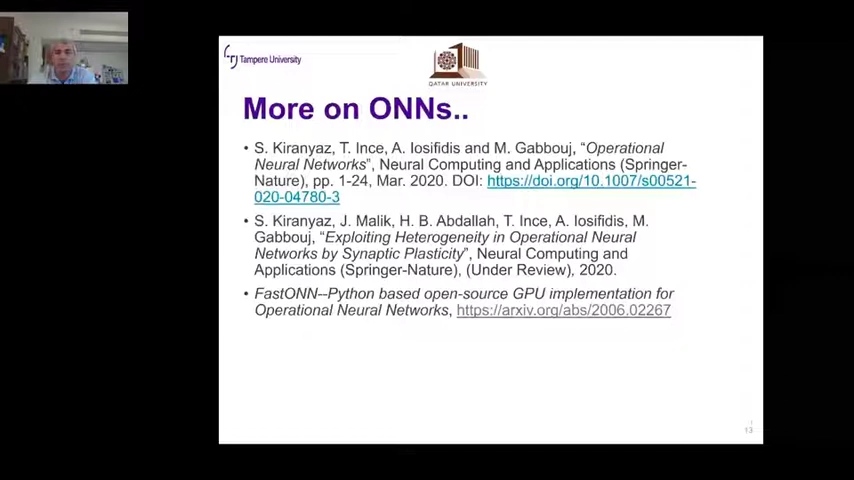 Tampere University
QATAR UNIVERSITY
More on ONNs..
• S. Kiranyaz, T. Ince, A. Iosifidis and M. Gabbouj, “Operational
Neural Networks”, Neural Computing and Applications (Springer-
Nature), pp. 1-24, Mar. 2020. DOI: https://doi.org/10.1007/s00521-
020-04780-3
• S. Kiranyaz, J. Malik, H. B. Abdallah, T. Ince, A. Iosifidis, M.
Gabbouj, “Exploiting Heterogeneity in Operational Neural
Networks by Synaptic Plasticity”, Neural Computing and
Applications (Springer-Nature), (Under Review), 2020.
• FastONN--Python based open-source GPU implementation for
Operational Neural Networks, https://arxiv.org/abs/2006.02267
13